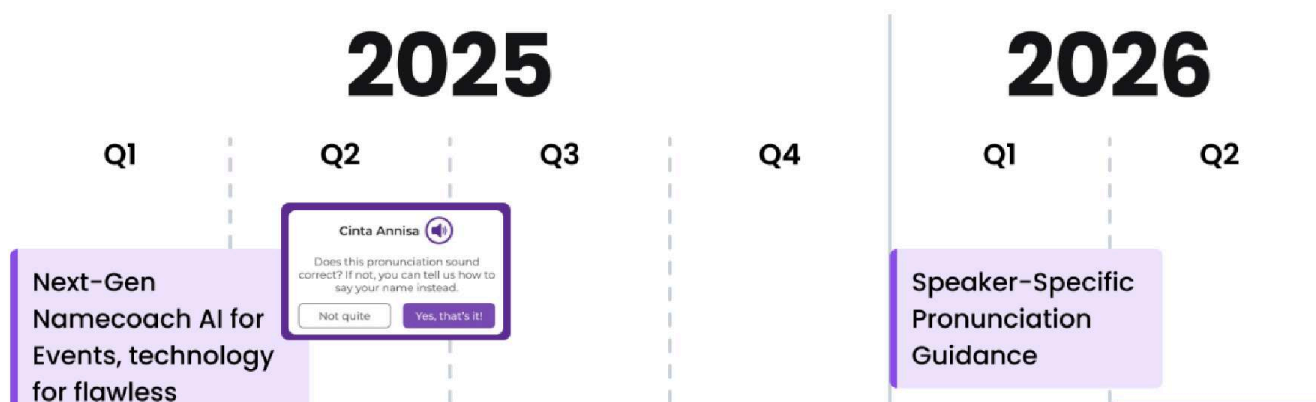 2025
2026
Q1
Q2
Q3
Q4
Q1
Q2
Cinta Annisa
Does this pronunciation sound
correct? If not, you can tell us how to
say your name instead.
Not quite
Yes, that's it!
Next-Gen
Namecoach AI for
Events, technology
for flawless
Speaker-Specific
Pronunciation
Guidance